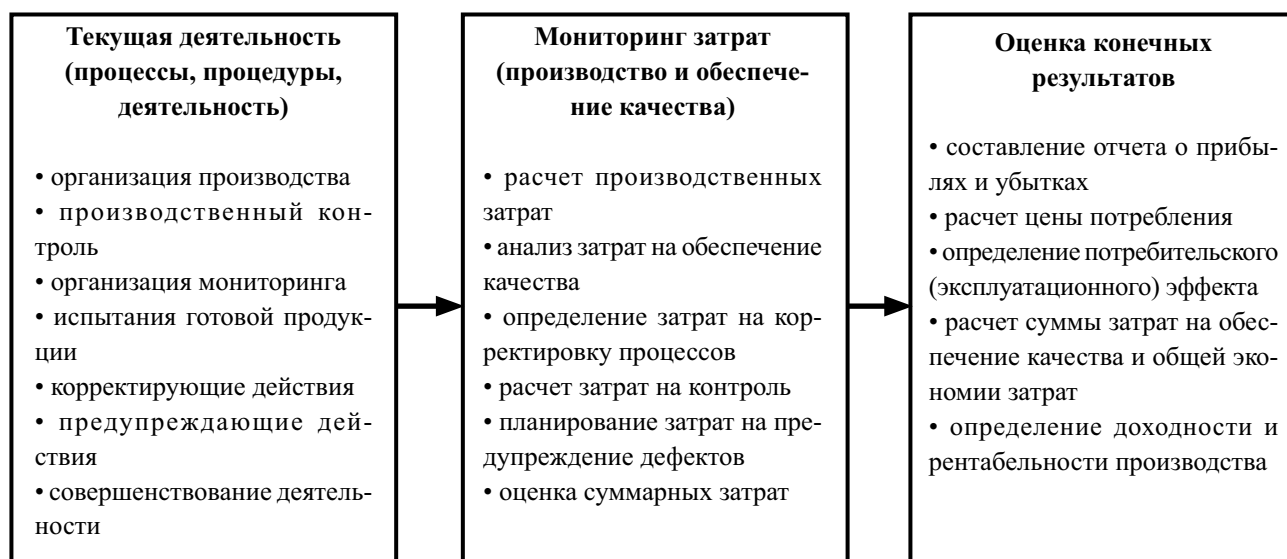 Текущая деятельность
(процессы, процедуры,
деятельность)
• организация производства
• производственный кон-
троль
• организация мониторинга
• испытания готовой продук-
ции
• корректирующие действия
• предупреждающие дей-
ствия
• совершенствование деятель-
ности
Мониторинг затрат
(производство и обеспече-
ние качества)
• расчет производственных
затрат
• анализ затрат на обеспечение
качества
• определение затрат на кор-
ректировку процессов
• расчет затрат на контроль
• планирование затрат на пре-
дупреждение дефектов
• оценка суммарных затрат
Оценка конечных
результатов
• составление отчета о прибы-
лях и убытках
• расчет цены потребления
• определение потребительского
(эксплуатационного) эффекта
• расчет суммы затрат на обес-
печение качества и общей эко-
номии затрат
• определение доходности и
рентабельности производства